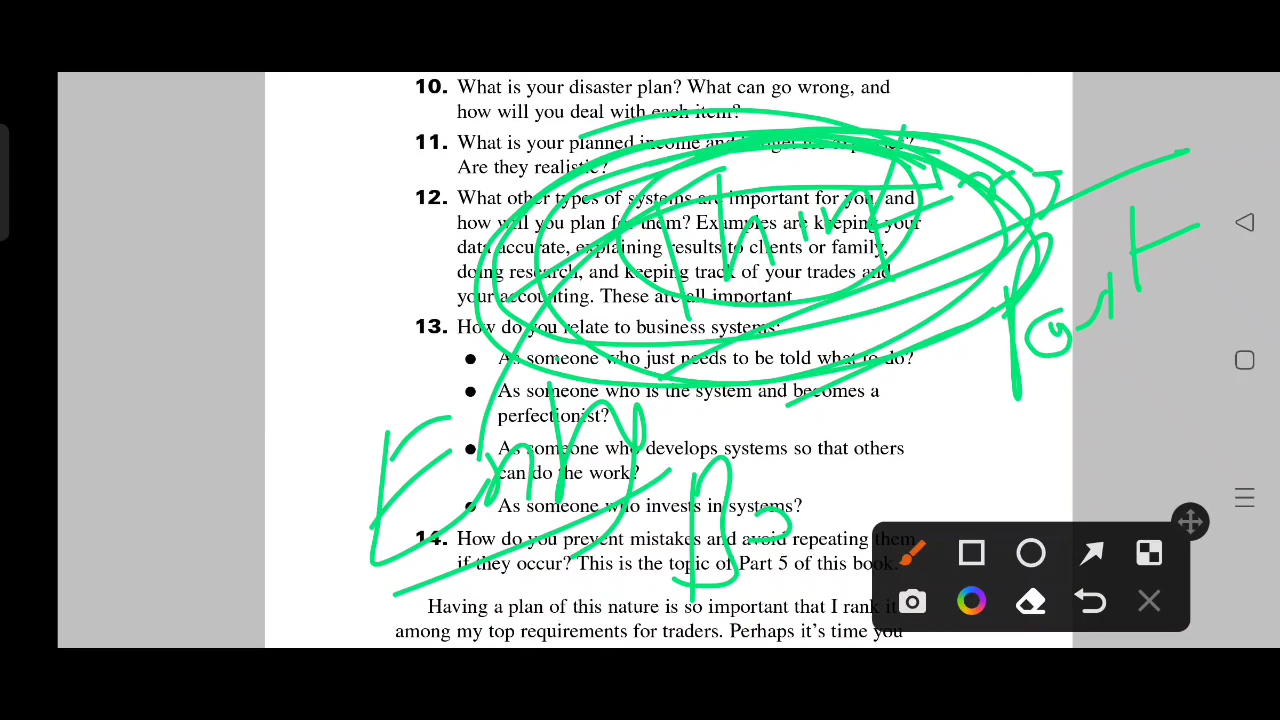 10. What is your disaster plan? What can go wrong, and
how will you deal with each item?
11. What is your planned income and budget for expenses?
Are they realistic?
12. What other types of systems are important for you, and
how will you plan for them? Examples are keeping your
data accurate, explaining results to clients or family,
doing research, and keeping track of your trades and
your accounting. These are all important.
13. How do you relate to business systems:
● As someone who just needs to be told what to do?
● As someone who is the system and becomes a
perfectionist?
● As someone who develops systems so that others
can do the work?
● As someone who invests in systems?
14. How do you prevent mistakes and avoid repeating them
if they occur? This is the topic of Part 5 of this book.
Having a plan of this nature is so important that I rank it
among my top requirements for traders. Perhaps it's time you
Think